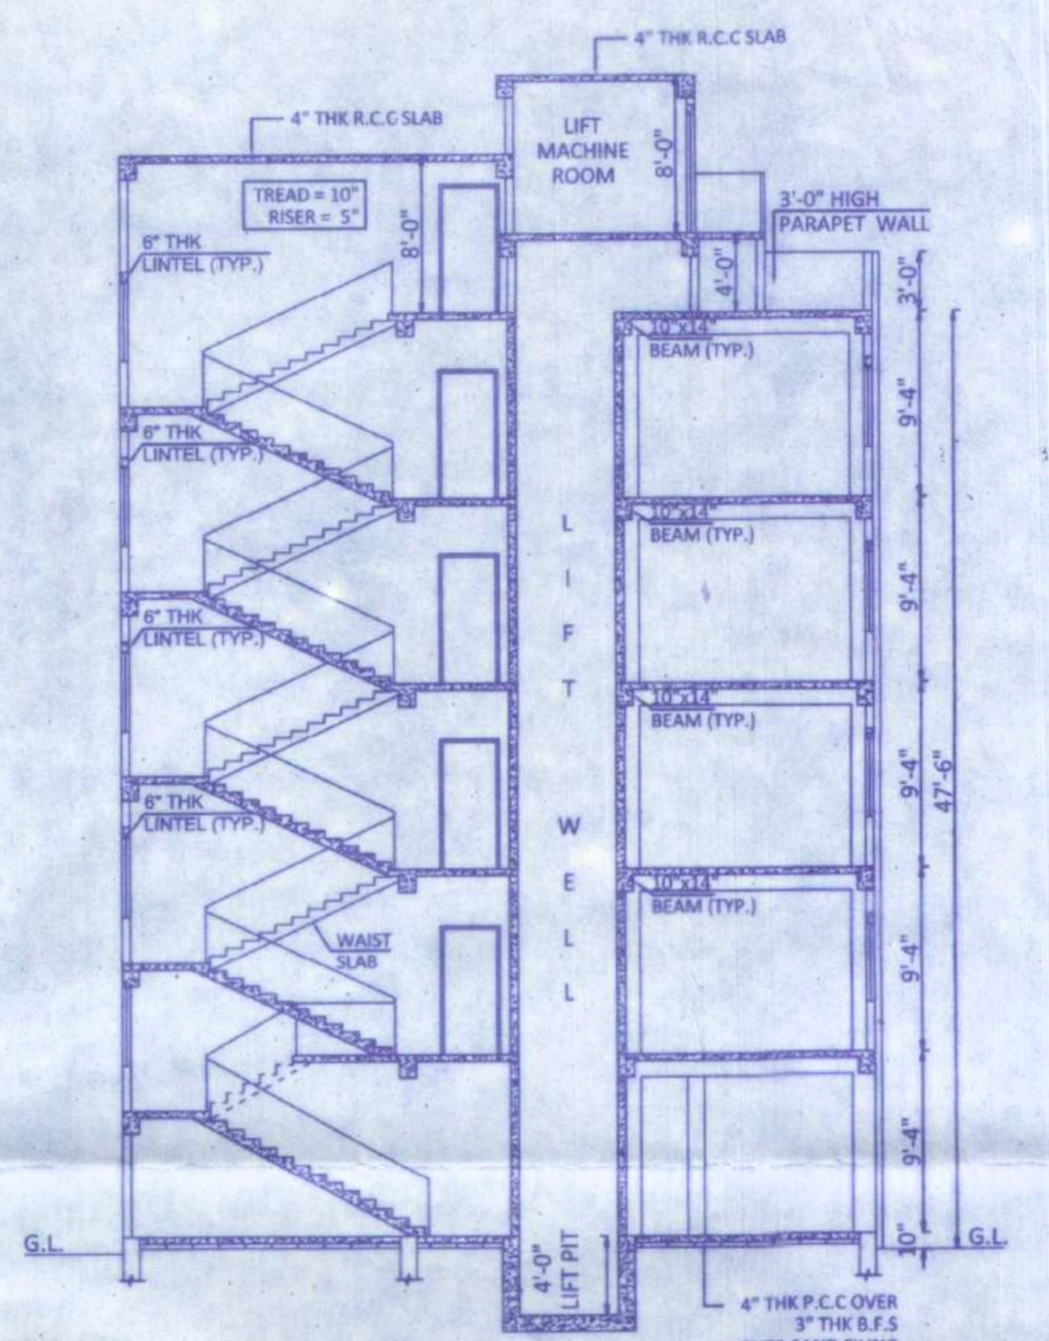 4" THK R.C.C SLAB
4" THK R.C.C SLAB
LIFT
MACHINE
ROOM
8'-0"
TREAD = 10"
RISER = 5"
8'-0"
3'-0" HIGH
PARAPET WALL
6" THK
LINTEL (TYP.)
4'-0"
3'-0"
10"x14"
BEAM (TYP.)
9'-4"
6" THK
LINTEL (TYP.)
10"x14"
BEAM (TYP.)
9'-4"
6" THK
LINTEL (TYP.)
10"x14"
BEAM (TYP.)
9'-4"
47'-6"
6" THK
LINTEL (TYP.)
10"x14"
BEAM (TYP.)
LIFT WELL
WAIST
SLAB
9'-4"
9'-4"
G.L.
10"
G.L.
4'-0"
LIFT PIT
4" THK P.C.C OVER
3" THK B.F.S